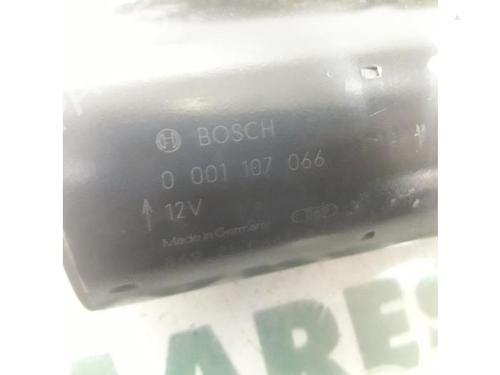 BOSCH
0 001 107 066
12V
Made in Germany
ARES